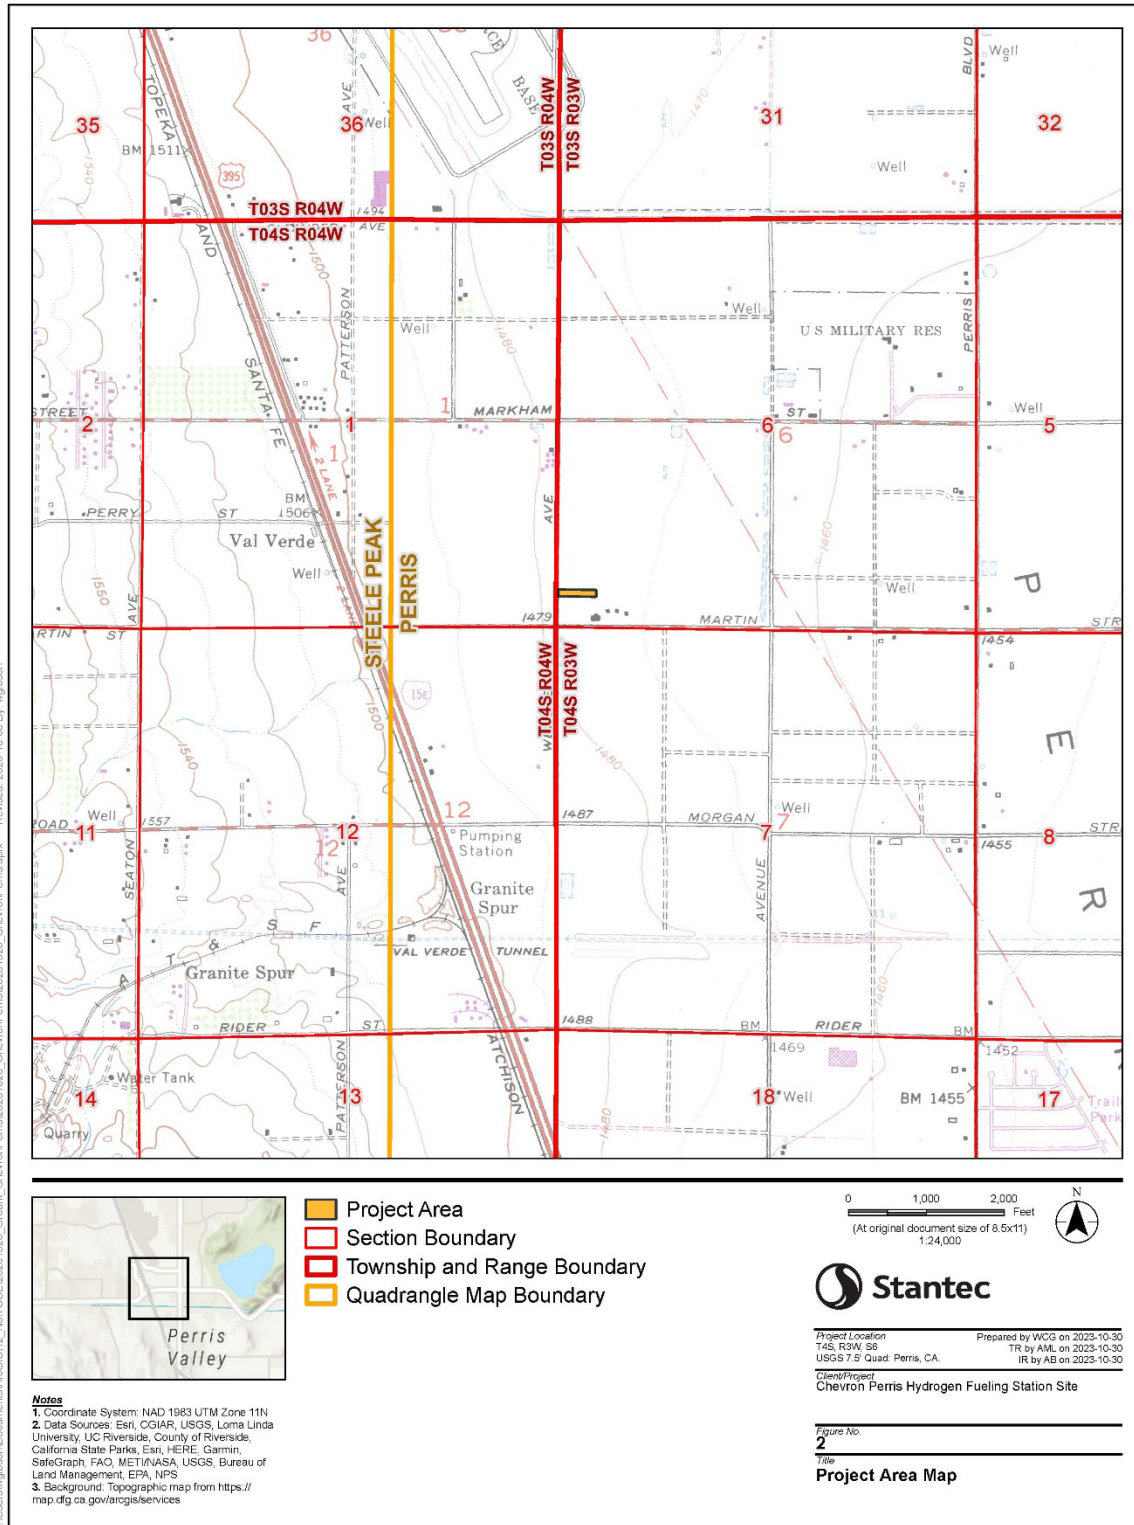 36
ACE
BASE
TOPEKA
AVE
BLVD
Well
T03S R04W
T03S R03W
35
36
Well
31
32
BM 1511
1540
395
1470
Well
T03S R04W
1494
AVE
T04S R04W
AND
1500
PATTERSON
Well
1480
Well
U S MILITARY RES
PERRIS
SANTA FE
STREET
2
1
1
MARKHAM
6
6
ST
Well
5
1
2 LANE
BM
1506
PERRY
ST
AVE
Val Verde
Well
1460
STEELE PEAK
PERRIS
1550
2 LANE
Well
P
AVE
1479
MARTIN
STR
RTIN ST
1454
T04S R04W
T04S R03W
15E
1500
1540
1480
E
12
1487
MORGAN
Well
ROAD
11
Well
1557
12
12
7
7
8
STR
1455
Pumping
Station
SEATON
AVE
Granite
Spur
AVENUE
R
A T & S F
VAL VERDE TUNNEL
Granite Spur
1460
RIDER
ST
1488
BM
RIDER
BM
1469
1452
ATCHISON
PATTERSON
Water Tank
14
13
18
Well
BM 1455
17
Trail
Park
Quarry
1480
Perris
Valley
Project Area
Section Boundary
Township and Range Boundary
Quadrangle Map Boundary
0 1,000 2,000
Feet
(At original document size of 8.5x11)
1:24,000
N
Stantec
Project Location
T4S, R3W, S6
USGS 7.5' Quad: Perris, CA.
Prepared by WCG on 2023-10-30
TR by AML on 2023-10-30
IR by AB on 2023-10-30
Client/Project
Chevron Perris Hydrogen Fueling Station Site
Figure No.
2
Title
Project Area Map
Notes
1. Coordinate System: NAD 1983 UTM Zone 11N
2. Data Sources: Esri, CGIAR, USGS, Loma Linda
University, UC Riverside, County of Riverside,
California State Parks, Esri, HERE, Garmin,
SafeGraph, FAO, METI/NASA, USGS, Bureau of
Land Management, EPA, NPS
3. Background: Topographic map from https://
map.dfg.ca.gov/arcgis/services